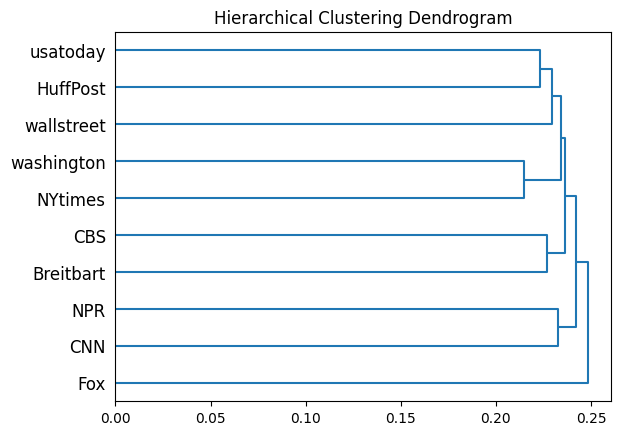 Hierarchical Clustering Dendrogram
usatoday
HuffPost
wallstreet
washington
NYtimes
CBS
Breitbart
NPR
CNN
Fox
0.00 0.05 0.10 0.15 0.20 0.25